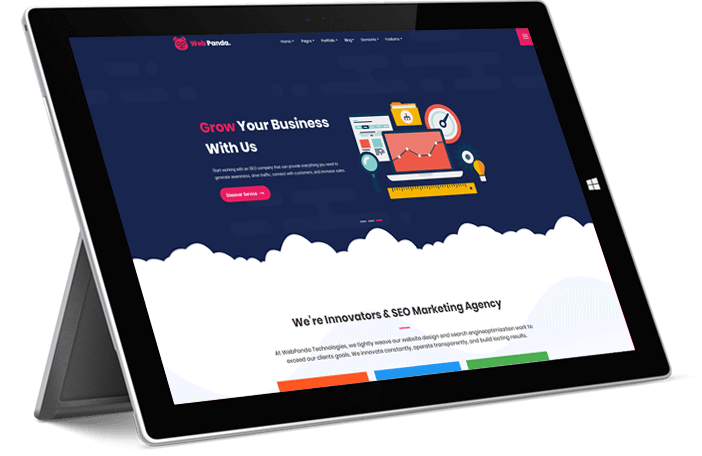 Web Panda.
Home Pages Portfolio Blog Elements Features
Grow Your Business
With Us
Start working with an SEO company that can provide everything you need to
generate awareness, drive traffic, connect with customers, and increase sales.
Discover Service →
We're Innovators & SEO Marketing Agency
At WebPanda Technologies, we tightly weave our website design and search engineoptimization work to
exceed our clients goals. We innovate constantly, operate transparently, and build lasting results.